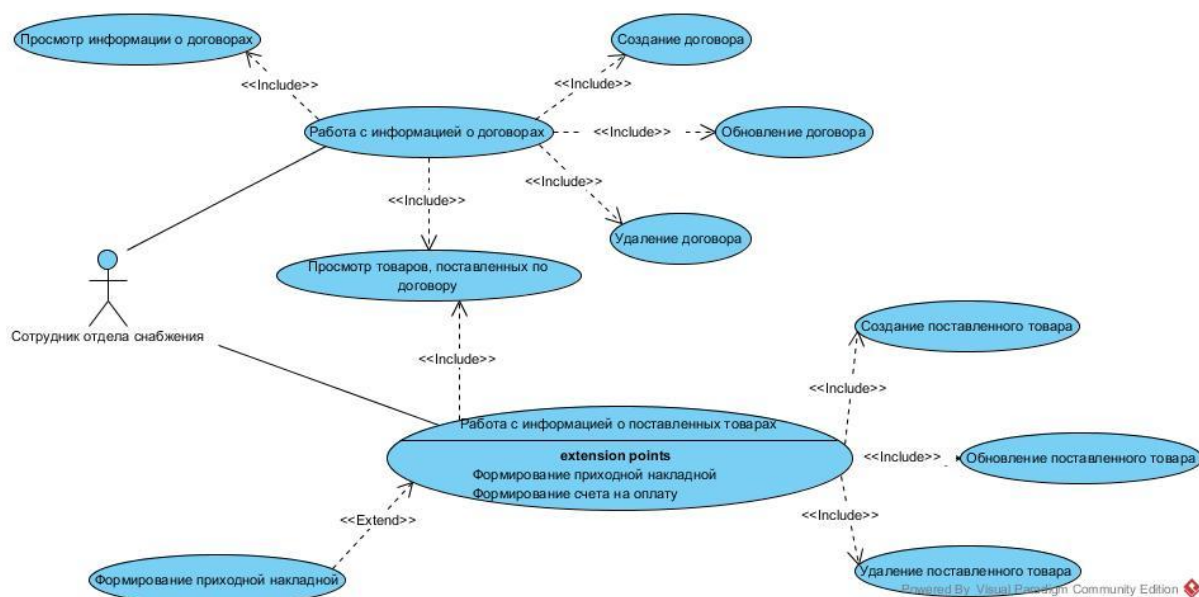 Просмотр информации о договорах
Создание договора
<<Include>>
<<Include>>
Работа с информацией о договорах
<<Include>>
Обновление договора
<<Include>>
<<Include>>
Удаление договора
Просмотр товаров, поставленных по
договору
Сотрудник отдела снабжения
Создание поставленного товара
<<Include>>
<<Include>>
Работа с информацией о поставленных товарах
extension points
Формирование приходной накладной
Формирование счета на оплату
<<Include>>
Обновление поставленного товара
<<Extend>>
<<Include>>
Формирование приходной накладной
Удаление поставленного товара
Powered By Visual Paradigm Community Edition